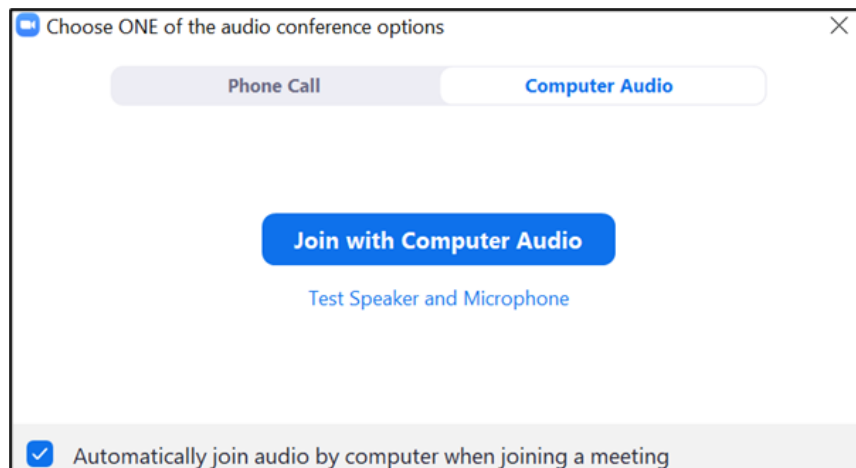 Choose ONE of the audio conference options
Phone Call
Computer Audio
Join with Computer Audio
Test Speaker and Microphone
Automatically join audio by computer when joining a meeting